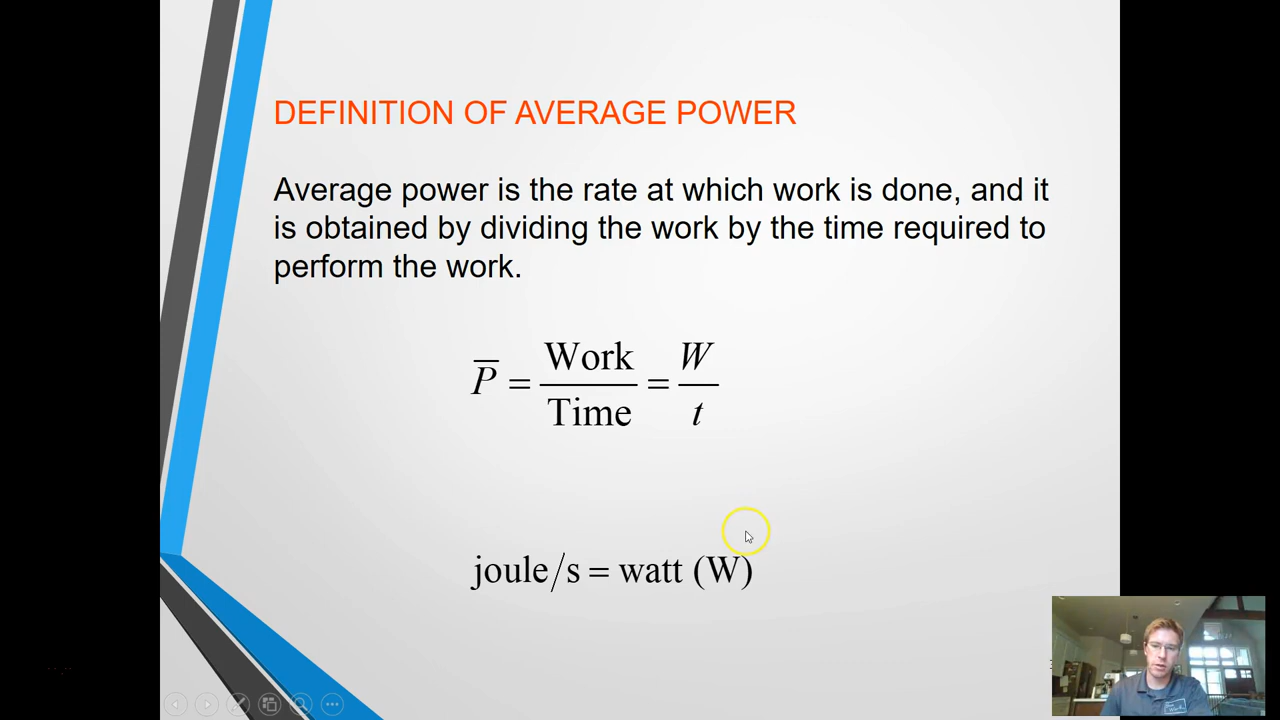 DEFINITION OF AVERAGE POWER
Average power is the rate at which work is done, and it
is obtained by dividing the work by the time required to
perform the work.
P̅ = Work/Time = W/t
joule/s = watt (W)